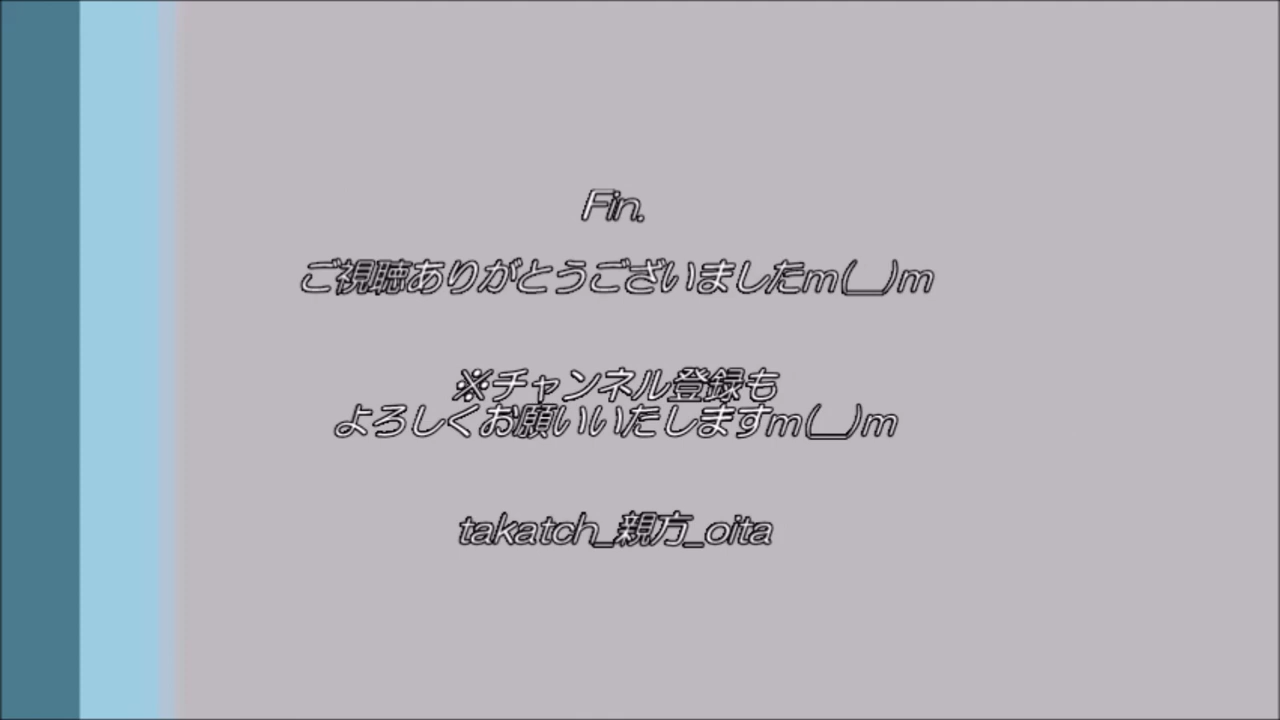 Fin.
ご視聴ありがとうございましたm(__)m
※チャンネル登録も
よろしくお願いいたしますm(__)m
takatch_親方_oita